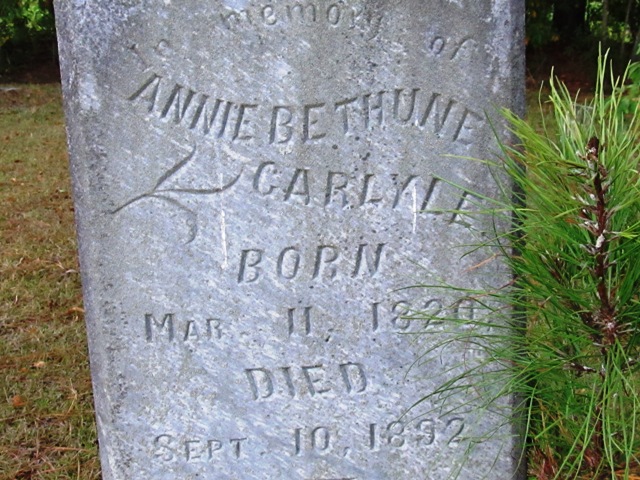 memory of
ANNIE BETHUNE
CARLYLE
BORN
MAR. 11, 1820
DIED
SEPT. 10, 1892